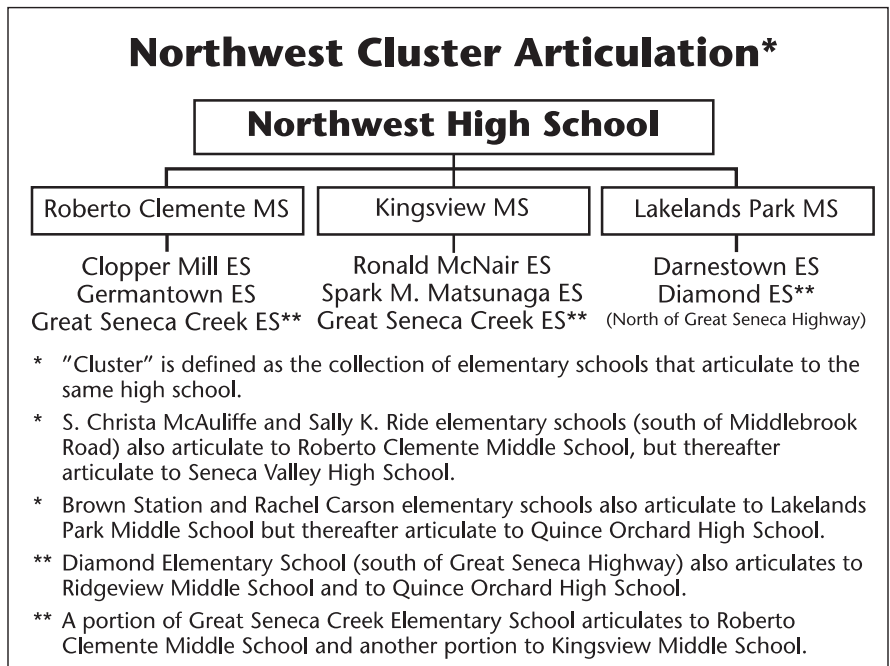 Northwest Cluster Articulation*
Northwest High School
Roberto Clemente MS
Kingsview MS
Lakelands Park MS
Clopper Mill ES
Germantown ES
Great Seneca Creek ES**
Ronald McNair ES
Spark M. Matsunaga ES
Great Seneca Creek ES**
Darnestown ES
Diamond ES**
(North of Great Seneca Highway)
* ”Cluster” is defined as the collection of elementary schools that articulate to the
same high school.
* S. Christa McAuliffe and Sally K. Ride elementary schools (south of Middlebrook
Road) also articulate to Roberto Clemente Middle School, but thereafter
articulate to Seneca Valley High School.
* Brown Station and Rachel Carson elementary schools also articulate to Lakelands
Park Middle School but thereafter articulate to Quince Orchard High School.
** Diamond Elementary School (south of Great Seneca Highway) also articulates to
Ridgeview Middle School and to Quince Orchard High School.
** A portion of Great Seneca Creek Elementary School articulates to Roberto
Clemente Middle School and another portion to Kingsview Middle School.